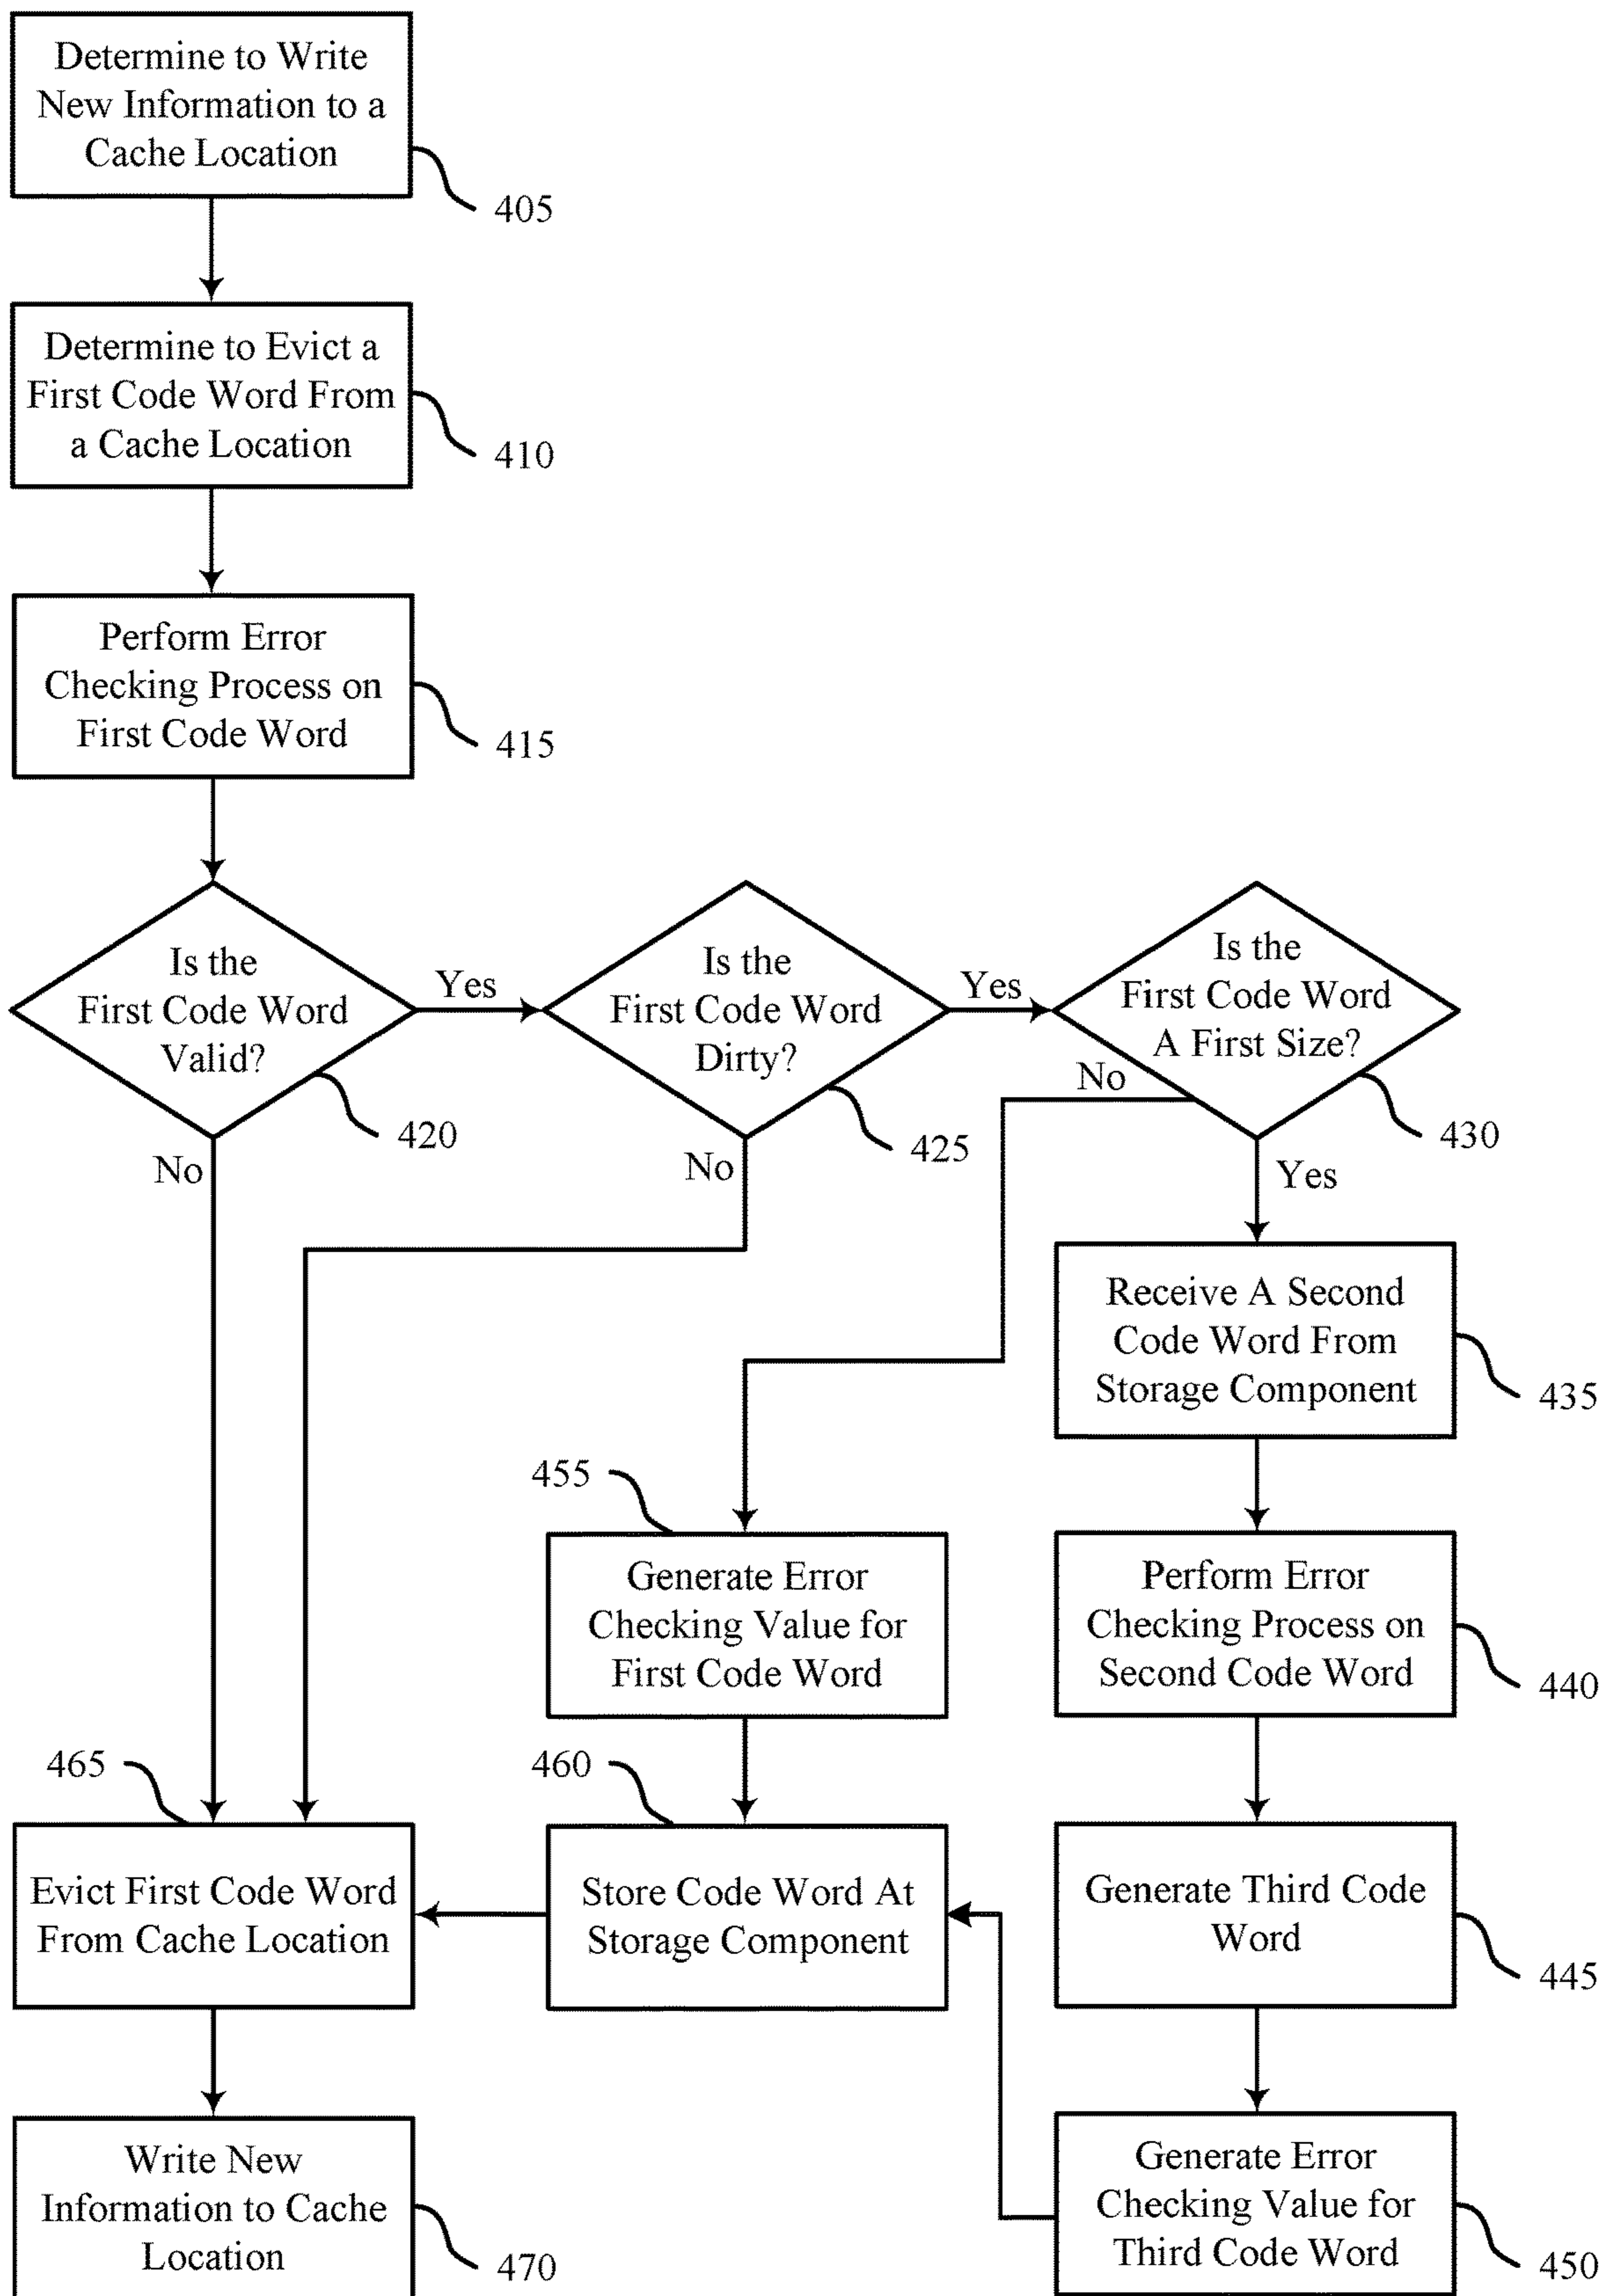 Determine to Write
New Information to a
Cache Location
405
Determine to Evict a
First Code Word From
a Cache Location
410
Perform Error
Checking Process on
First Code Word
415
Is the
First Code Word
Valid?
420
Yes
No
Is the
First Code Word
Dirty?
425
Yes
No
Is the
First Code Word
A First Size?
430
No
Yes
Receive A Second
Code Word From
Storage Component
435
455
Generate Error
Checking Value for
First Code Word
Perform Error
Checking Process on
Second Code Word
440
465
Evict First Code Word
From Cache Location
460
Store Code Word At
Storage Component
Generate Third Code
Word
445
Write New
Information to Cache
Location
470
Generate Error
Checking Value for
Third Code Word
450